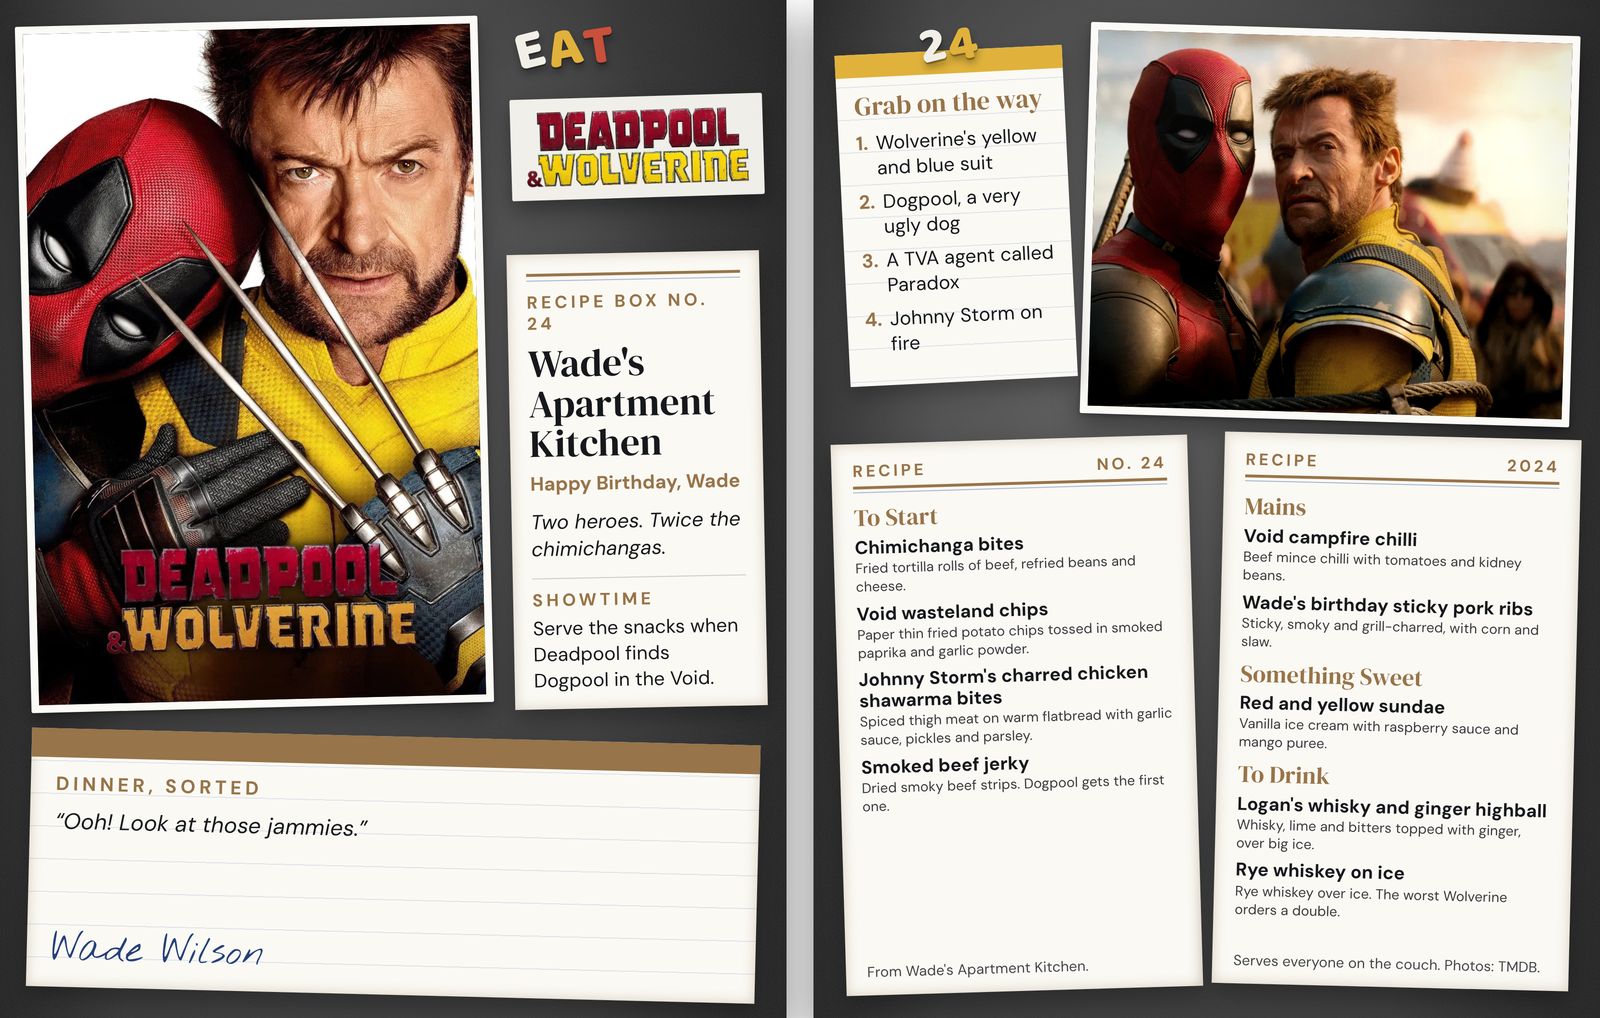 EAT
DEADPOOL
&WOLVERINE
DEADPOOL
&WOLVERINE
RECIPE BOX NO.
24
Wade's
Apartment
Kitchen
Happy Birthday, Wade
Two heroes. Twice the
chimichangas.
SHOWTIME
Serve the snacks when
Deadpool finds
Dogpool in the Void.
DINNER, SORTED
“Ooh! Look at those jammies.”
Wade Wilson
24
Grab on the way
1. Wolverine's yellow
and blue suit
2. Dogpool, a very
ugly dog
3. A TVA agent called
Paradox
4. Johnny Storm on
fire
RECIPE NO. 24
To Start
Chimichanga bites
Fried tortilla rolls of beef, refried beans and
cheese.
Void wasteland chips
Paper thin fried potato chips tossed in smoked
paprika and garlic powder.
Johnny Storm's charred chicken
shawarma bites
Spiced thigh meat on warm flatbread with garlic
sauce, pickles and parsley.
Smoked beef jerky
Dried smoky beef strips. Dogpool gets the first
one.
From Wade's Apartment Kitchen.
RECIPE 2024
Mains
Void campfire chilli
Beef mince chilli with tomatoes and kidney
beans.
Wade's birthday sticky pork ribs
Sticky, smoky and grill-charred, with corn and
slaw.
Something Sweet
Red and yellow sundae
Vanilla ice cream with raspberry sauce and
mango puree.
To Drink
Logan's whisky and ginger highball
Whisky, lime and bitters topped with ginger,
over big ice.
Rye whiskey on ice
Rye whiskey over ice. The worst Wolverine
orders a double.
Serves everyone on the couch. Photos: TMDB.